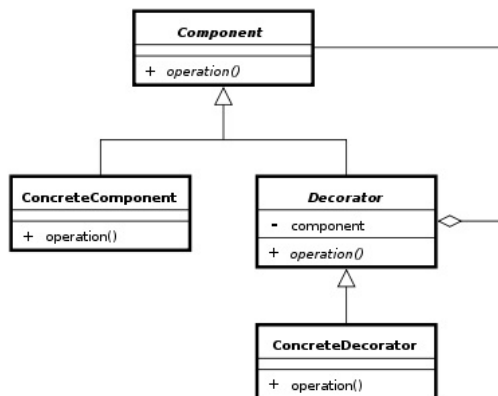 Component
+ operation()
ConcreteComponent
+ operation()
Decorator
- component
+ operation()
ConcreteDecorator
+ operation()